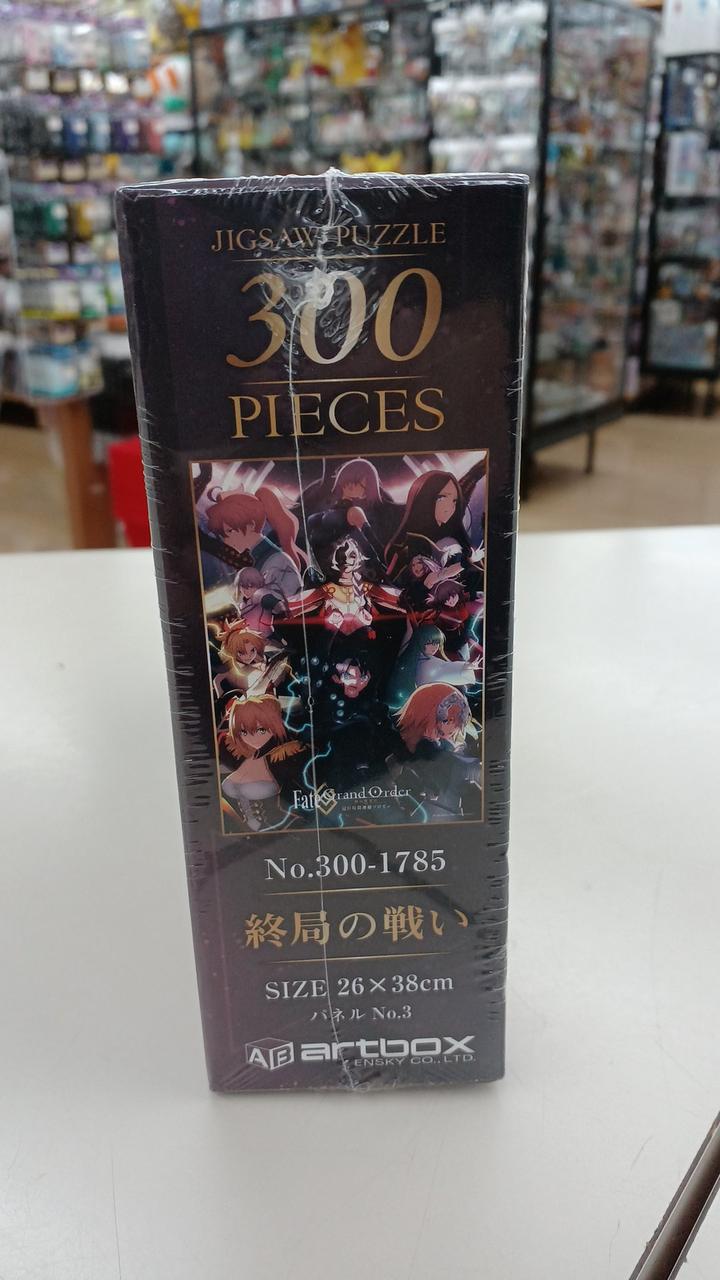 JIGSAW PUZZLE
300
PIECES
Fate Grand Order
No.300-1785
終局の戦い
SIZE 26×38cm
パネル No.3
AB artbox
ENSKY CO., LTD.